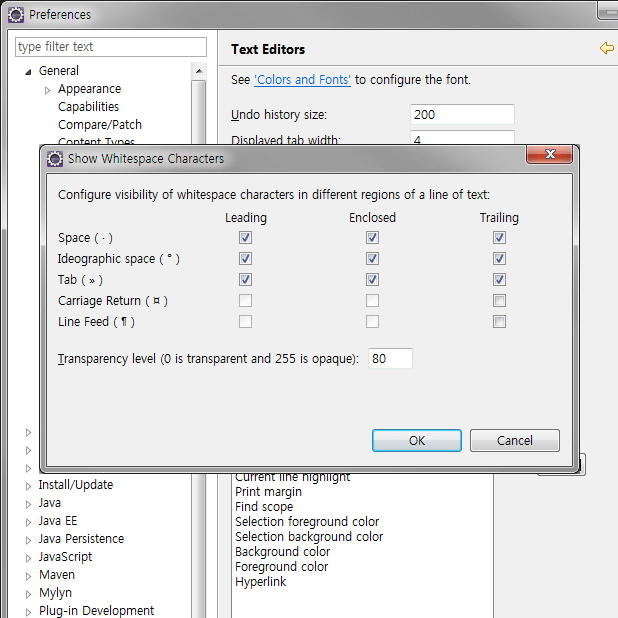 Preferences
type filter text
General
Appearance
Capabilities
Compare/Patch
Content Types
Text Editors
See 'Colors and Fonts' to configure the font.
Undo history size: 200
Displayed tab width: 4
Show Whitespace Characters
Configure visibility of whitespace characters in different regions of a line of text:
Leading Enclosed Trailing
Space ( · )
Ideographic space ( ° )
Tab ( » )
Carriage Return ( ¤ )
Line Feed ( ¶ )
Transparency level (0 is transparent and 255 is opaque): 80
OK Cancel
Install/Update
Java
Java EE
Java Persistence
JavaScript
Maven
Mylyn
Plug-in Development
Current line highlight
Print margin
Find scope
Selection foreground color
Selection background color
Background color
Foreground color
Hyperlink